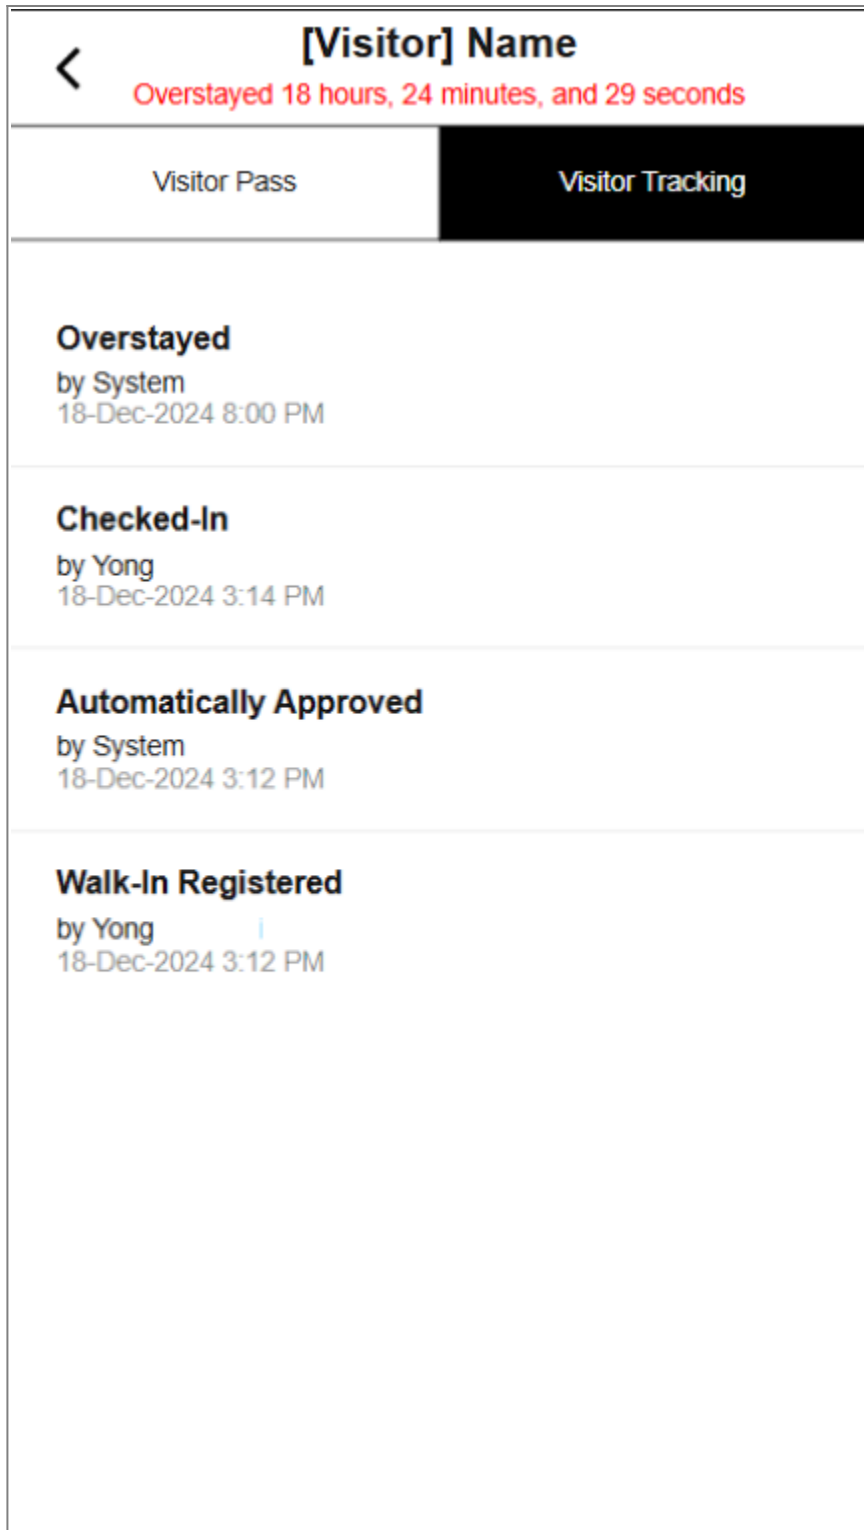 [Visitor] Name
Overstayed 18 hours, 24 minutes, and 29 seconds
Visitor Pass
Visitor Tracking
Overstayed
by System
18-Dec-2024 8:00 PM
Checked-In
by Yong
18-Dec-2024 3:14 PM
Automatically Approved
by System
18-Dec-2024 3:12 PM
Walk-In Registered
by Yong i
18-Dec-2024 3:12 PM